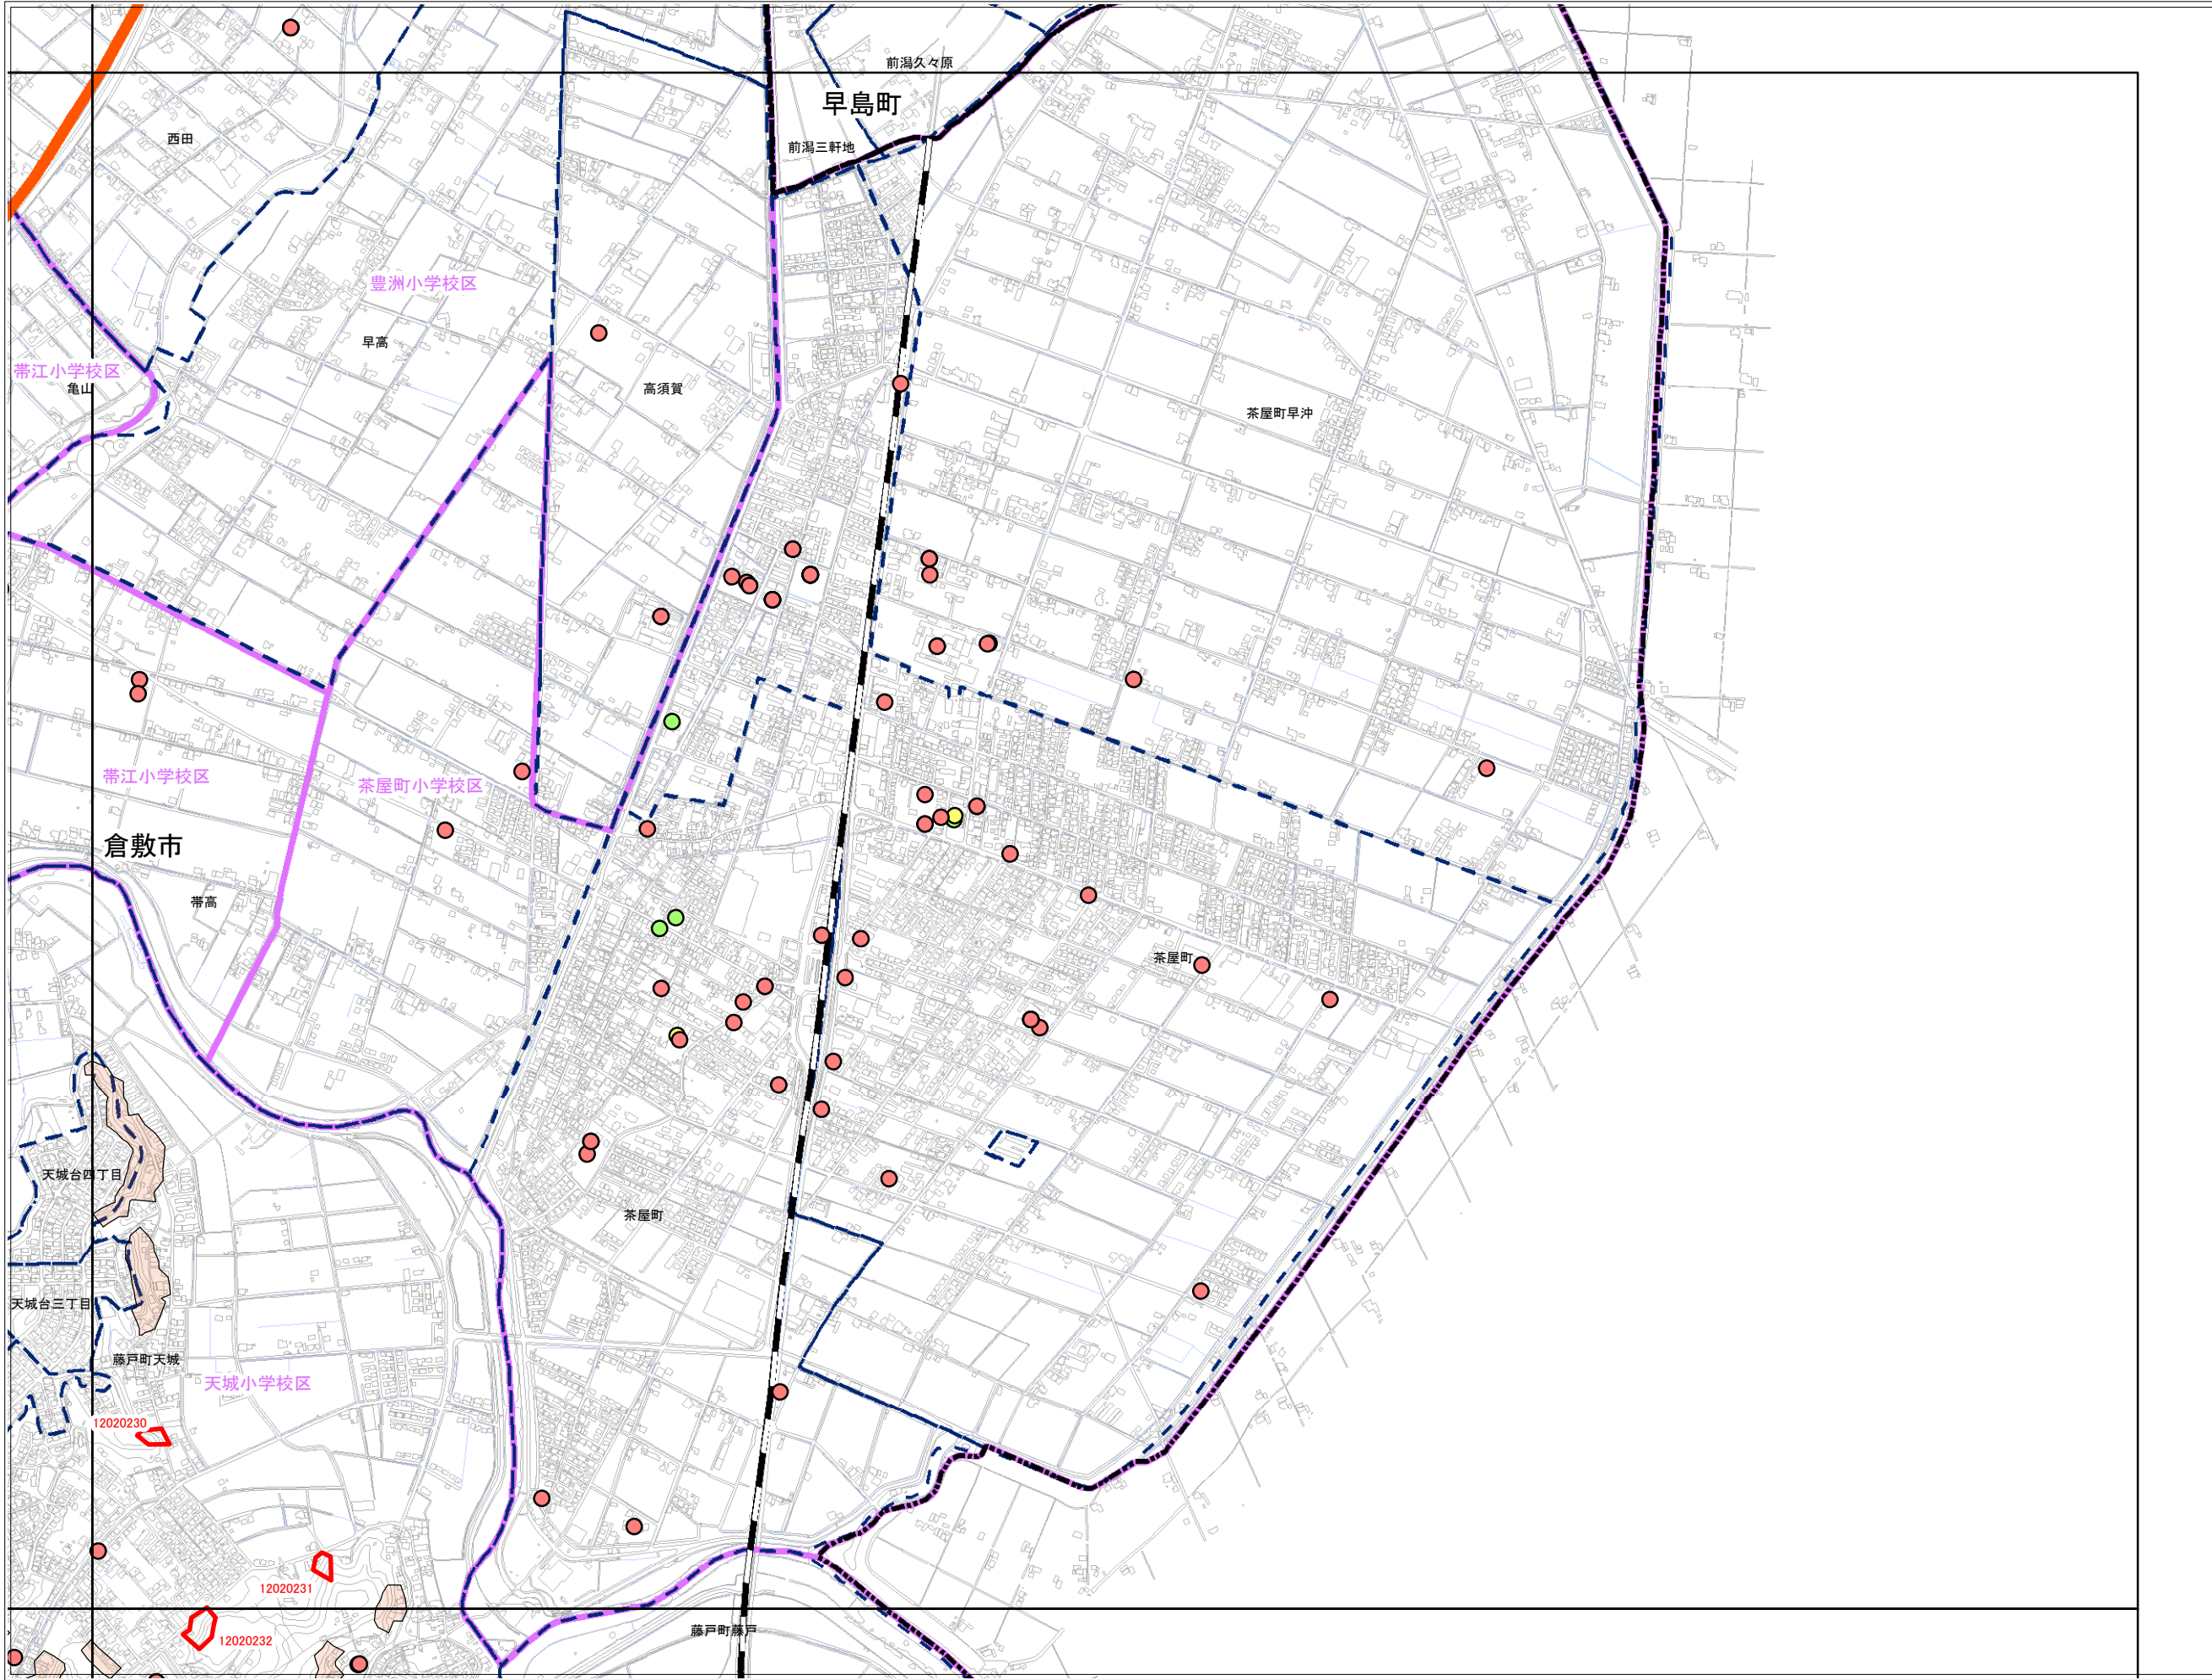 前潟久々原
早島町
西田
前潟三軒地
豊洲小学校区
早高
帯江小学校区
亀山
高須賀
茶屋町早沖
帯江小学校区
茶屋町小学校区
倉敷市
帯高
茶屋町
天城台四丁目
茶屋町
天城台三丁目
藤戸町天城
天城小学校区
12020230
12020231
12020232
藤戸町藤戸